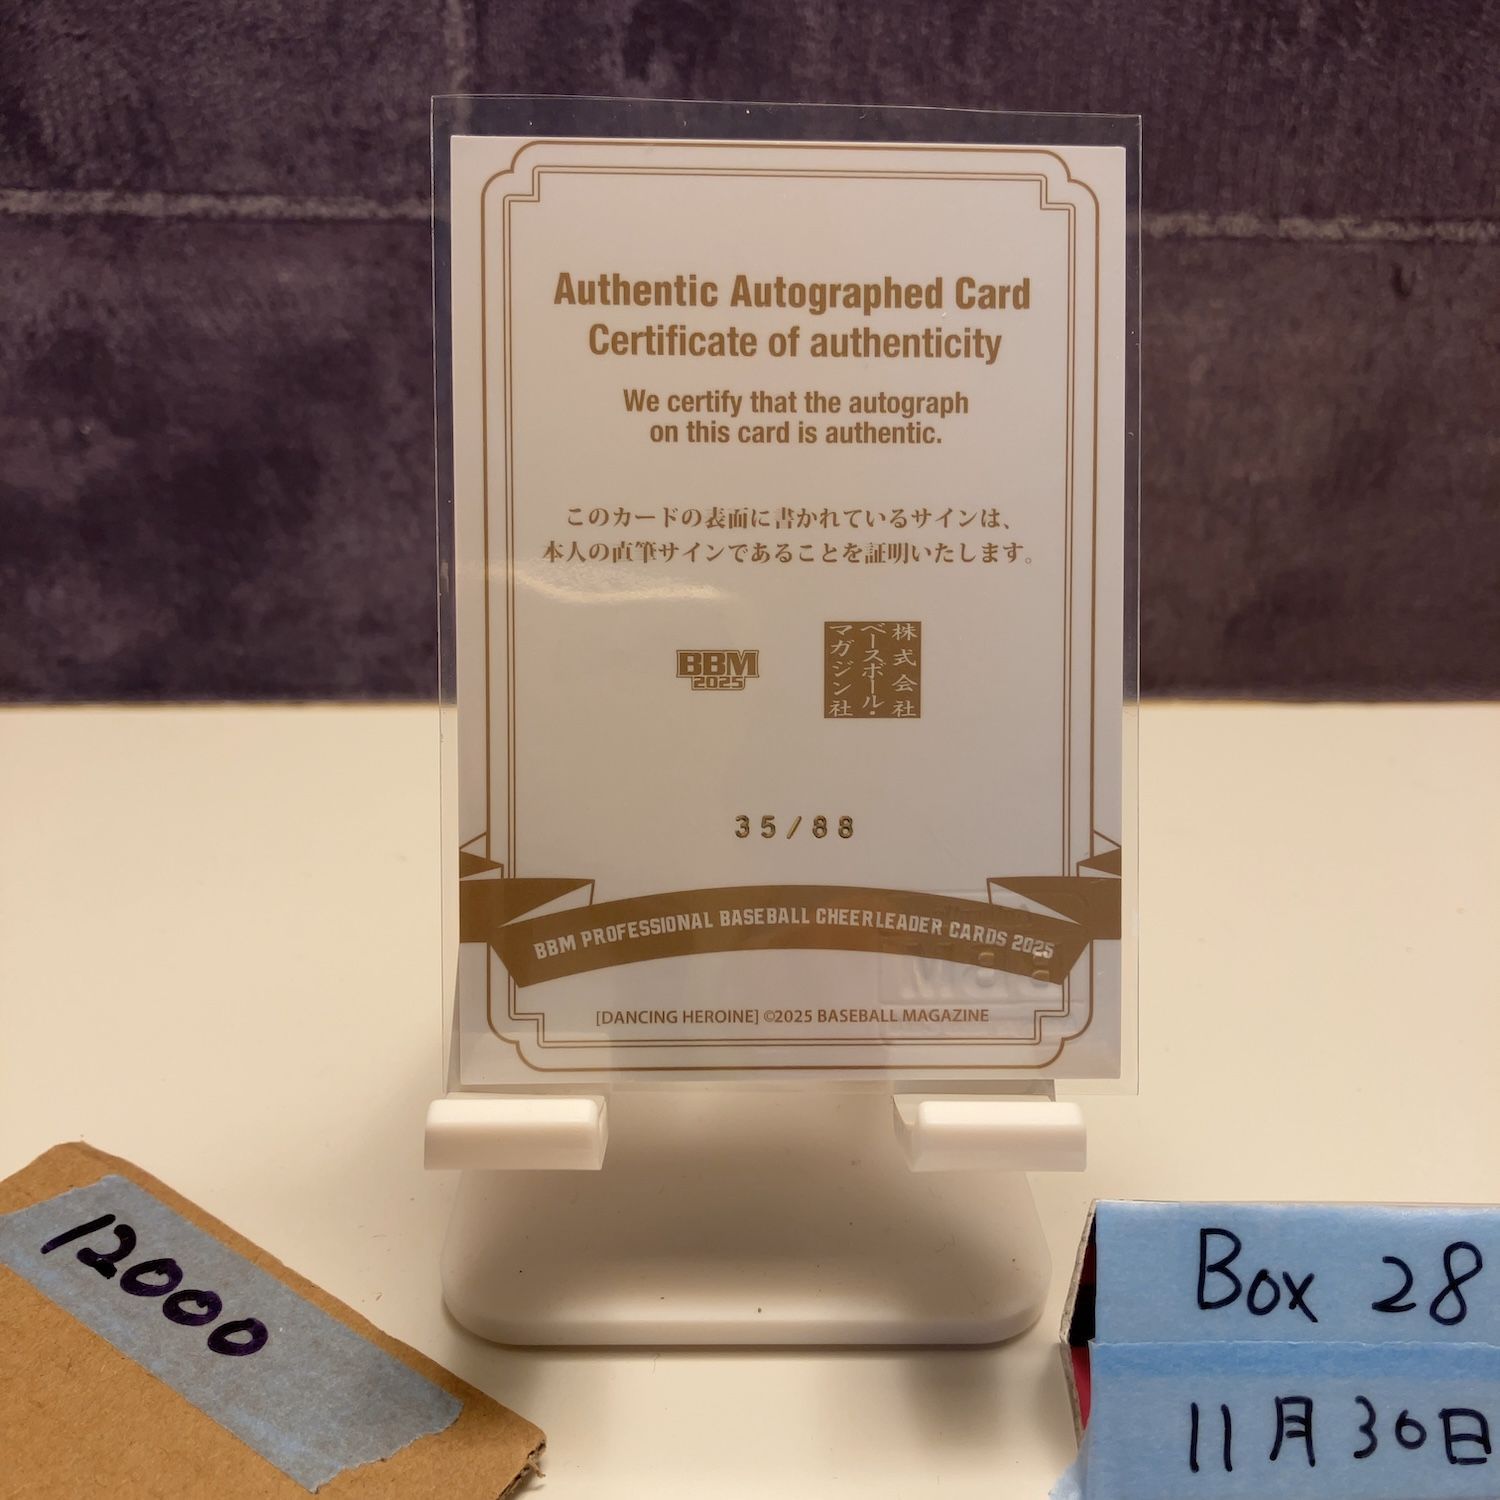 Authentic Autographed Card
Certificate of authenticity
We certify that the autograph
on this card is authentic.
このカードの表面に書かれているサインは、
本人の直筆サインであることを証明いたします。
BBM
2025
株式会社
ベースボール・
マガジン社
35/88
BBM PROFESSIONAL BASEBALL CHEERLEADER CARDS 2025
[DANCING HEROINE] ©2025 BASEBALL MAGAZINE
12000
Box 28
11月30日